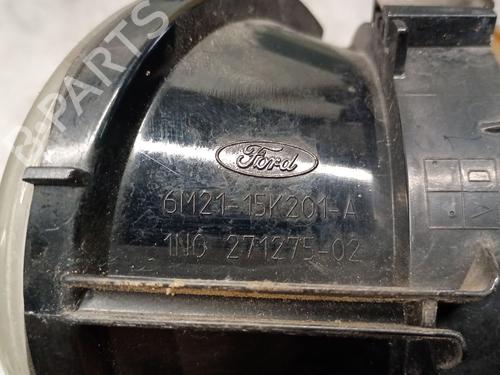 B-PARTS
Ford
6M21-15K201-A
1N0 271275-02
D
V